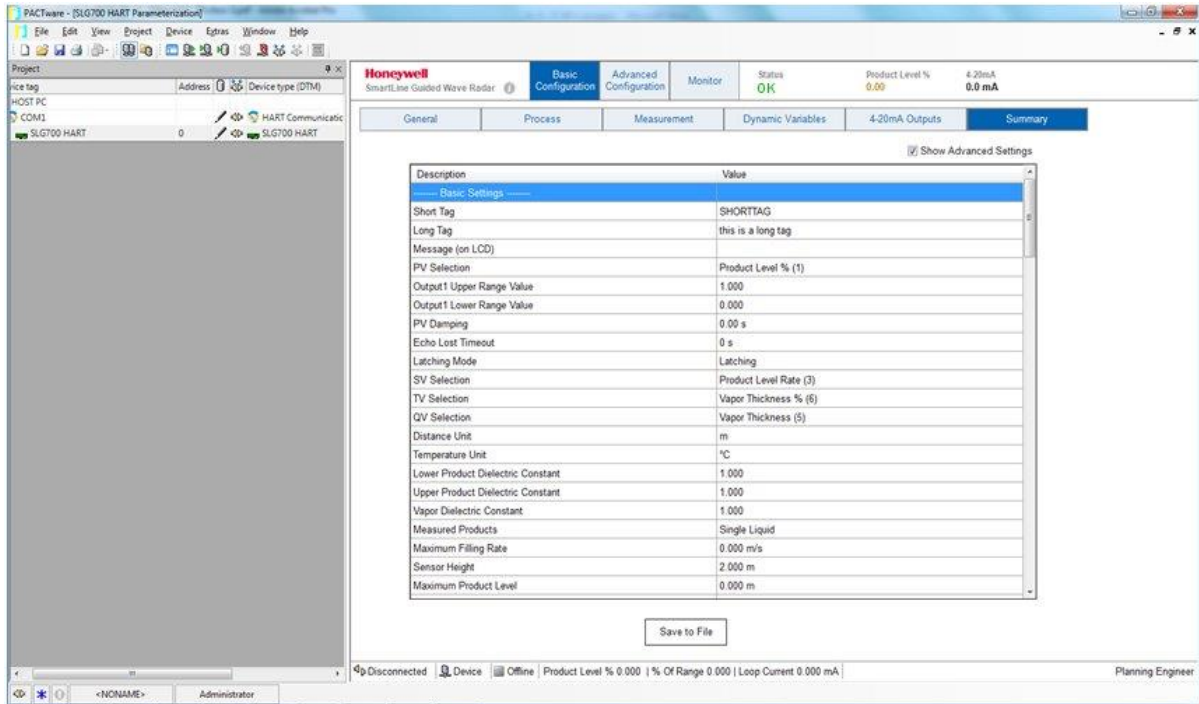 PACTware - [SLG700 HART Parameterization]
File Edit View Project Device Extras Window Help
Project
ice tag Address Device type (DTM)
HOST PC
COM1 HART Communicatic
SLG700 HART 0 SLG700 HART
Honeywell
SmartLine Guided Wave Radar
Basic Configuration
Advanced Configuration
Monitor
Status
OK
Product Level %
0.00
4-20mA
0.0 mA
General Process Measurement Dynamic Variables 4-20mA Outputs Summary
Show Advanced Settings
Description Value
------- Basic Settings -------
Short Tag SHORTTAG
Long Tag this is a long tag
Message (on LCD)
PV Selection Product Level % (1)
Output1 Upper Range Value 1.000
Output1 Lower Range Value 0.000
PV Damping 0.00 s
Echo Lost Timeout 0 s
Latching Mode Latching
SV Selection Product Level Rate (3)
TV Selection Vapor Thickness % (6)
QV Selection Vapor Thickness (5)
Distance Unit m
Temperature Unit °C
Lower Product Dielectric Constant 1.000
Upper Product Dielectric Constant 1.000
Vapor Dielectric Constant 1.000
Measured Products Single Liquid
Maximum Filling Rate 0.000 m/s
Sensor Height 2.000 m
Maximum Product Level 0.000 m
Save to File
Disconnected Device Offline Product Level % 0.000 | % Of Range 0.000 | Loop Current 0.000 mA Planning Engineer
<NONAME> Administrator